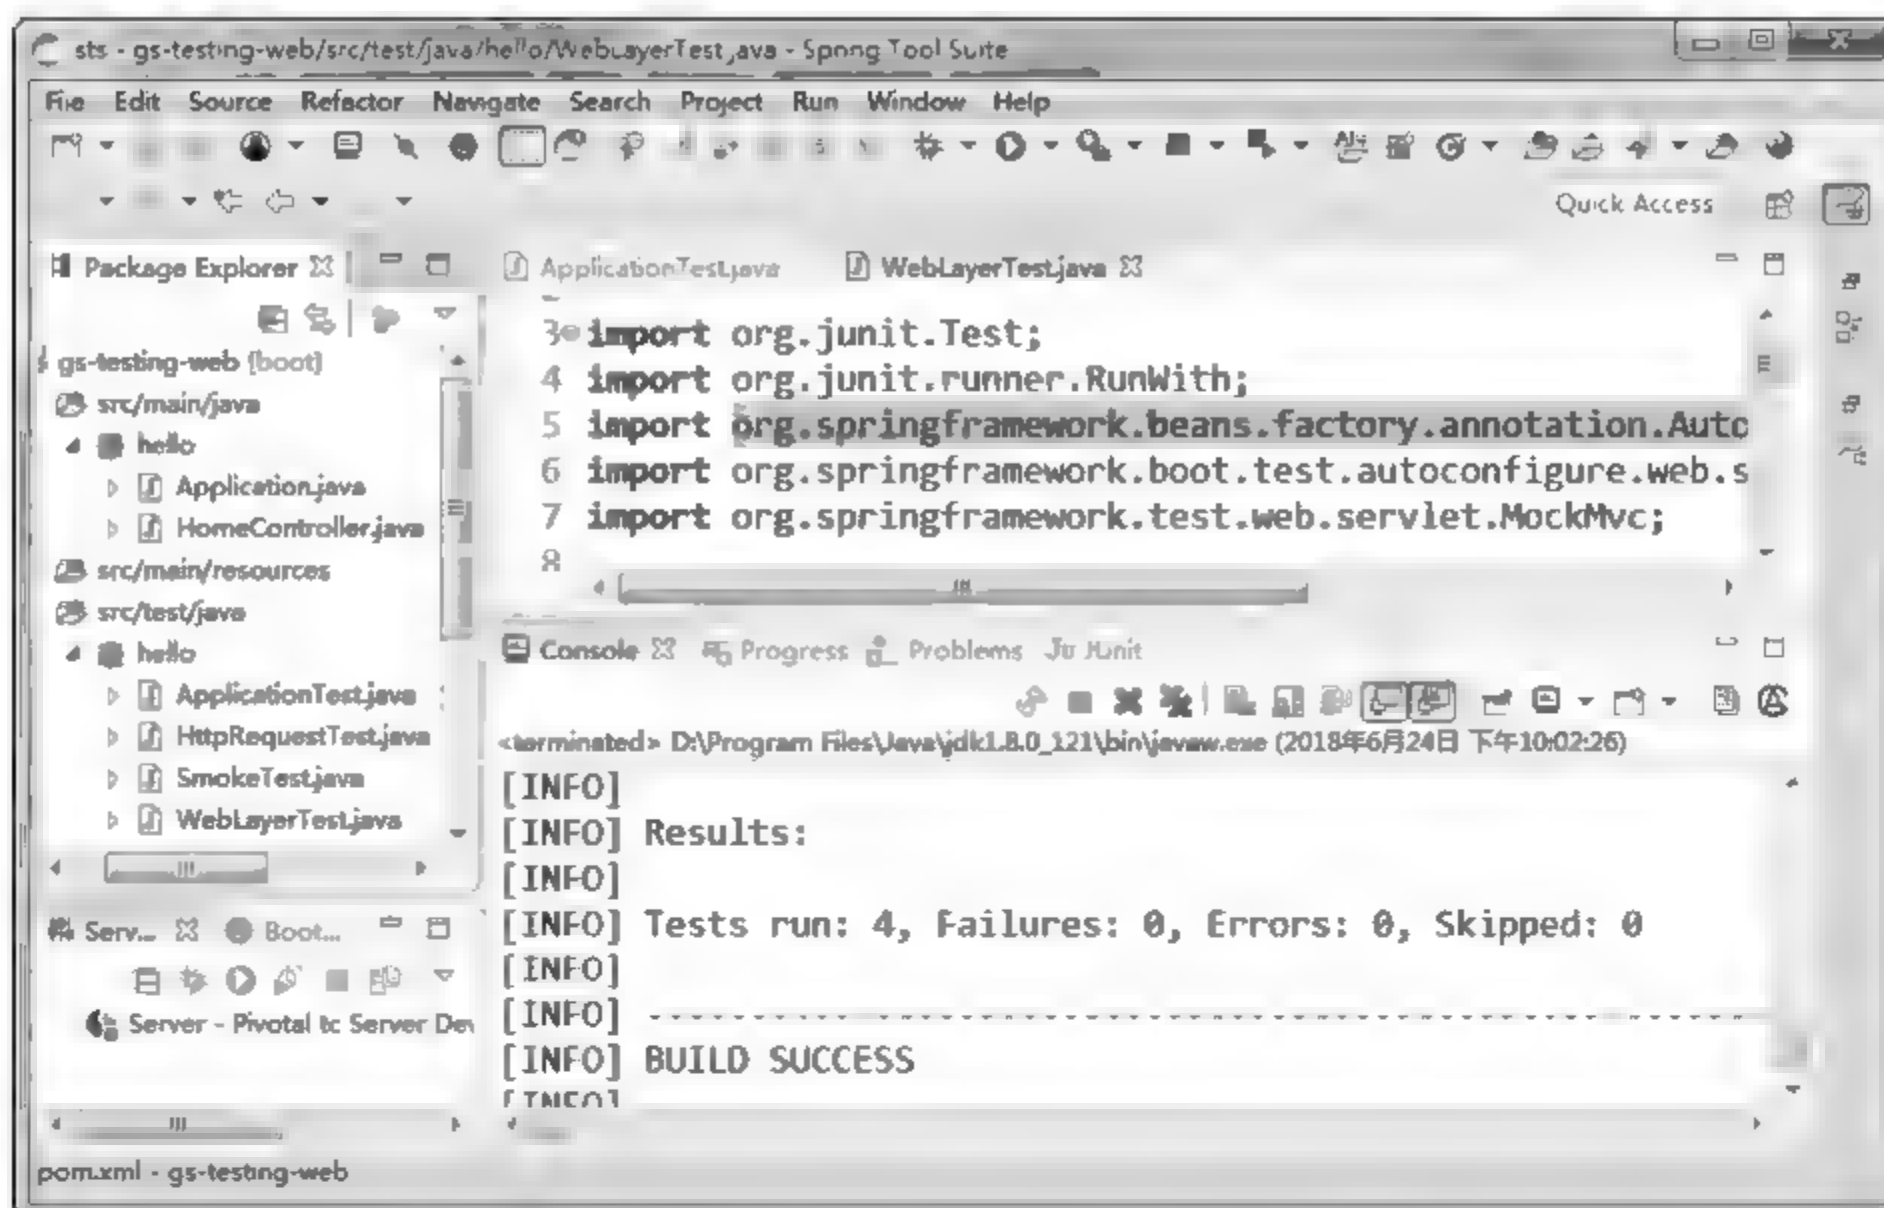 sts - gs-testing-web/src/test/java/hello/WebLayerTest.java - Spring Tool Suite
File Edit Source Refactor Navigate Search Project Run Window Help
Quick Access
Package Explorer
gs-testing-web [boot]
src/main/java
hello
Application.java
HomeController.java
src/main/resources
src/test/java
hello
ApplicationTest.java
HttpRequestTest.java
SmokeTest.java
WebLayerTest.java
Serv... Boot...
Server - Pivotal tc Server Dev
ApplicationTest.java WebLayerTest.java
3 import org.junit.Test;
4 import org.junit.runner.RunWith;
5 import org.springframework.beans.factory.annotation.Auto
6 import org.springframework.boot.test.autoconfigure.web.s
7 import org.springframework.test.web.servlet.MockMvc;
8
Console Progress Problems Ju JUnit
<terminated> D:\Program Files\Java\jdk1.8.0_121\bin\javaw.exe (2018年6月24日 下午10:02:26)
[INFO]
[INFO] Results:
[INFO]
[INFO] Tests run: 4, Failures: 0, Errors: 0, Skipped: 0
[INFO]
[INFO] ------------------------------------------------
[INFO] BUILD SUCCESS
[INFO]
pom.xml - gs-testing-web